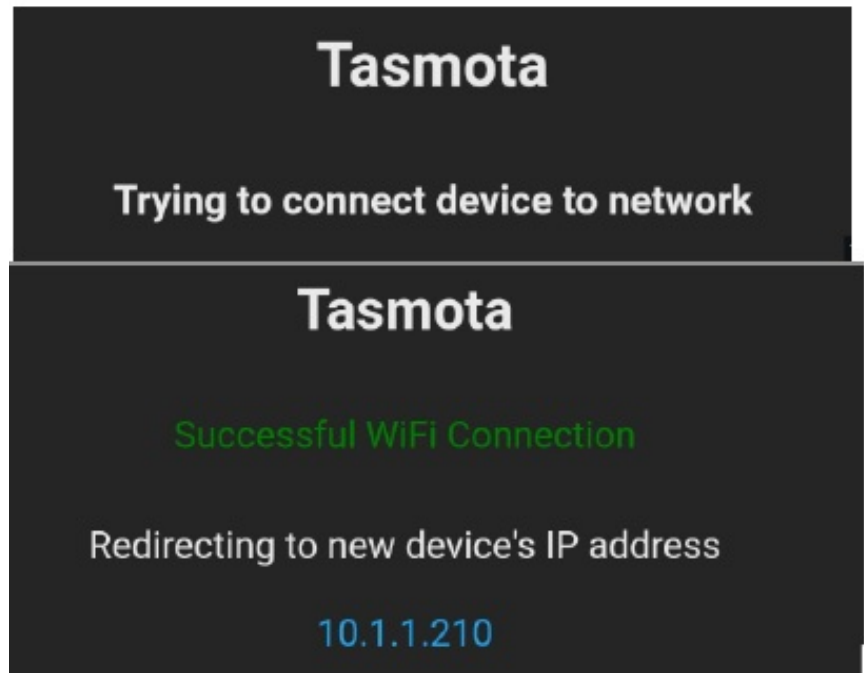 Tasmota
Trying to connect device to network
Tasmota
Successful WiFi Connection
Redirecting to new device's IP address
10.1.1.210